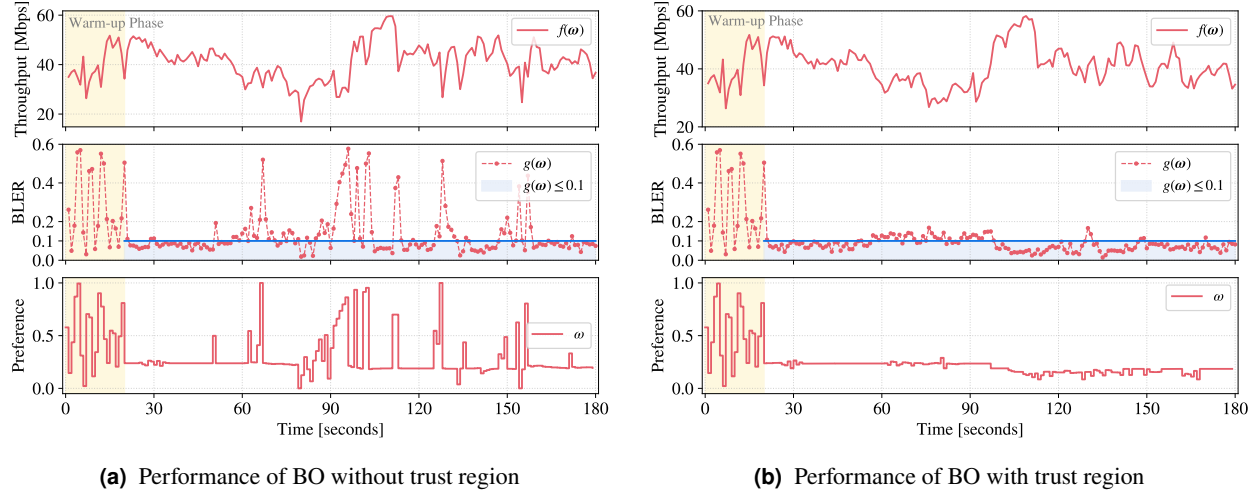 Warm-up Phase
f(ω)
Throughput [Mbps]
60
40
20
g(ω)
g(ω) ≤ 0.1
BLER
0.6
0.4
0.2
0.1
0.0
ω
Preference
1.0
0.5
0.0
0 30 60 90 120 150 180
Time [seconds]
(a) Performance of BO without trust region
Warm-up Phase
f(ω)
Throughput [Mbps]
60
40
20
g(ω)
g(ω) ≤ 0.1
BLER
0.6
0.4
0.2
0.1
0.0
ω
Preference
1.0
0.5
0.0
0 30 60 90 120 150 180
Time [seconds]
(b) Performance of BO with trust region